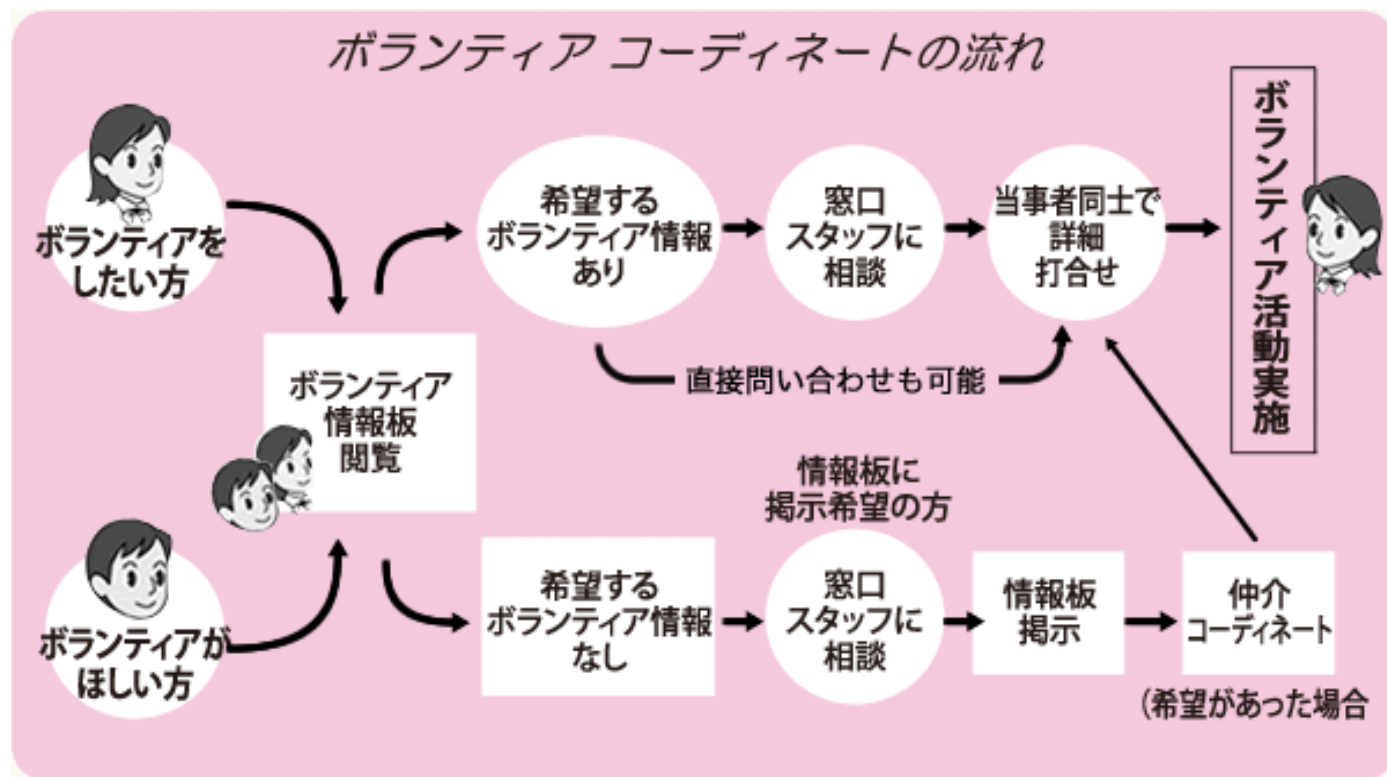 ボランティア コーディネートの流れ
ボランティアを
したい方
ボランティアが
ほしい方
ボランティア
情報板
閲覧
希望する
ボランティア情報
あり
窓口
スタッフに
相談
当事者同士で
詳細
打合せ
ボランティア活動実施
直接問い合わせも可能
希望する
ボランティア情報
なし
情報板に
掲示希望の方
窓口
スタッフに
相談
情報板
掲示
仲介
コーディネート
(希望があった場合